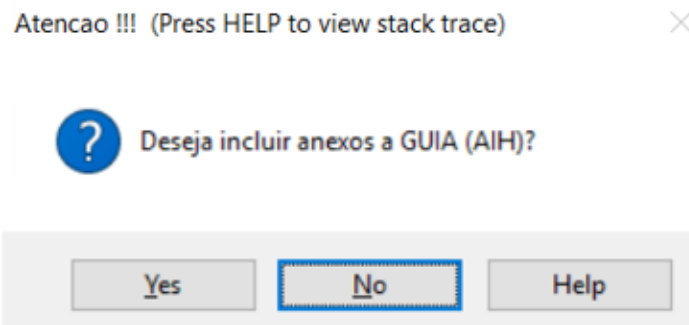 Atencao !!! (Press HELP to view stack trace)
Deseja incluir anexos a GUIA (AIH)?
Yes No Help